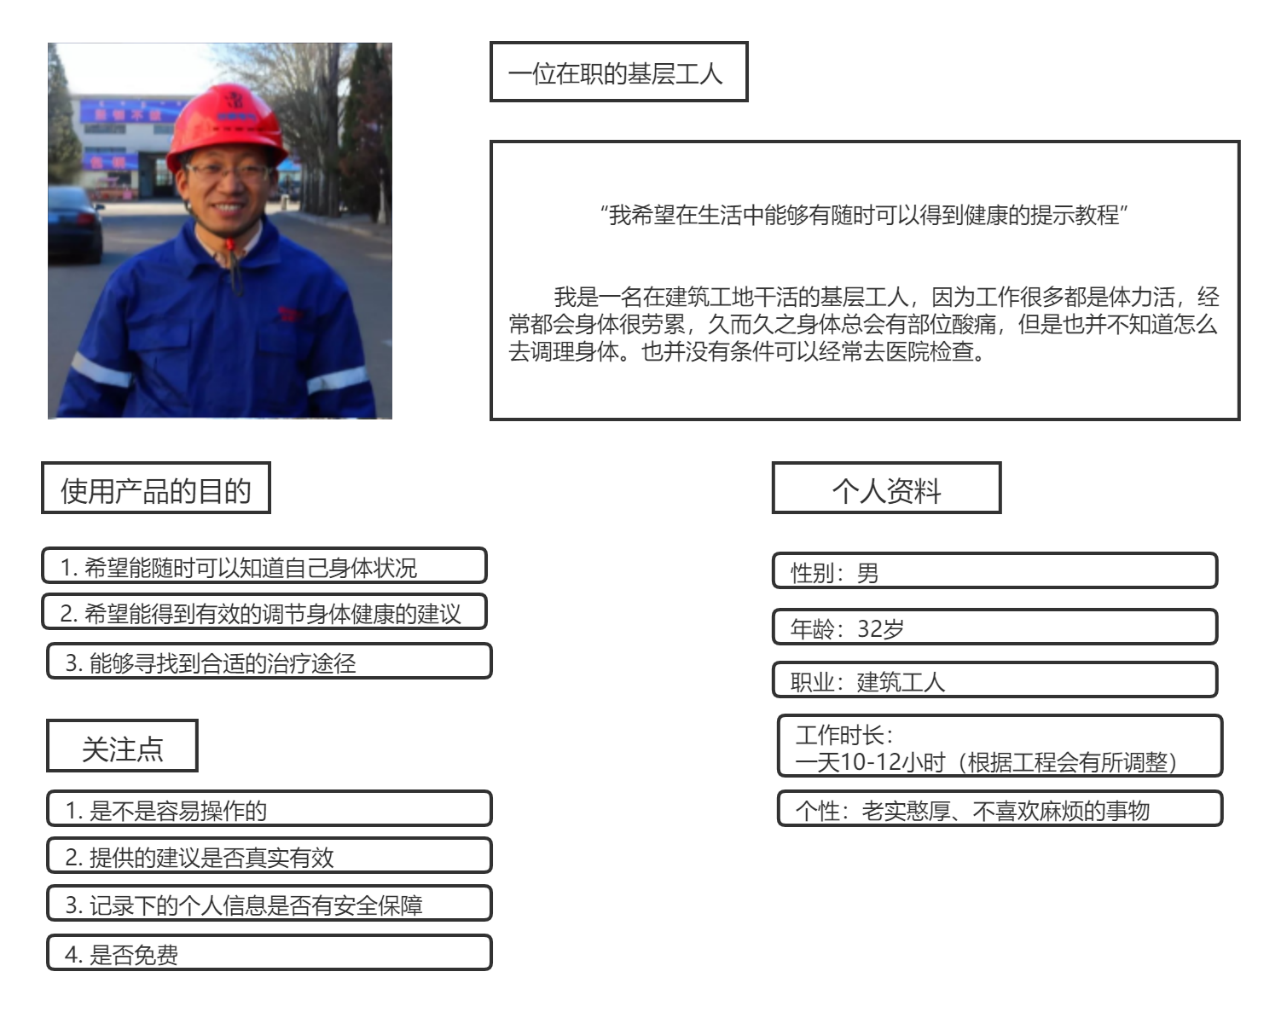 一位在职的基层工人
“我希望在生活中能够有随时可以得到健康的提示教程”
我是一名在建筑工地干活的基层工人，因为工作很多都是体力活，经
常都会身体很劳累，久而久之身体总会有部位酸痛，但是也并不知道怎么
去调理身体。也并没有条件可以经常去医院检查。
使用产品的目的
1. 希望能随时可以知道自己身体状况
2. 希望能得到有效的调节身体健康的建议
3. 能够寻找到合适的治疗途径
关注点
1. 是不是容易操作的
2. 提供的建议是否真实有效
3. 记录下的个人信息是否有安全保障
4. 是否免费
个人资料
性别：男
年龄：32岁
职业：建筑工人
工作时长：
一天10-12小时（根据工程会有所调整）
个性：老实憨厚、不喜欢麻烦的事物